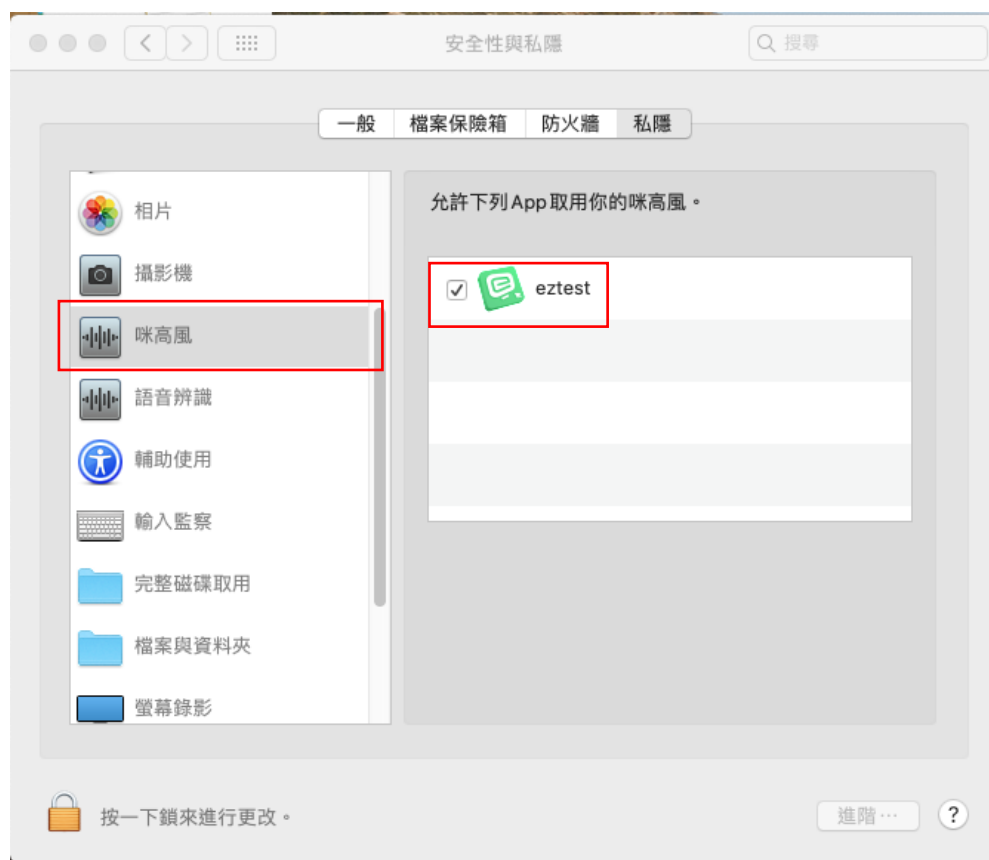 安全性與私隱
搜尋
一般
檔案保險箱
防火牆
私隱
相片
攝影機
咪高風
語音辨識
輔助使用
輸入監察
完整磁碟取用
檔案與資料夾
螢幕錄影
允許下列App取用你的咪高風。
eztest
按一下鎖來進行更改。
進階…
?